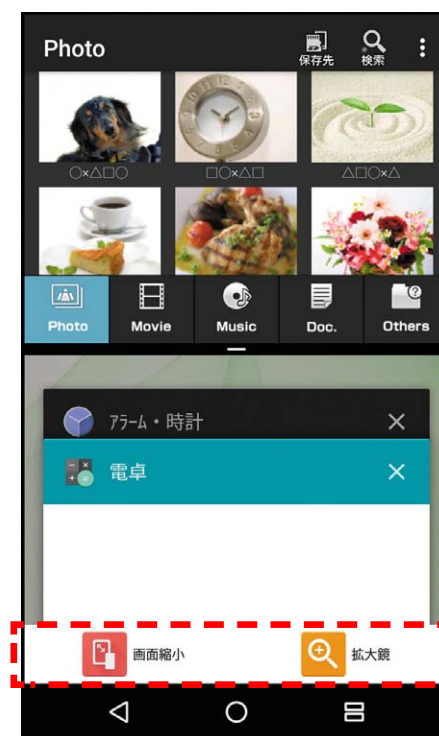 Photo
保存先
検索
○×△□○
□○×△□
△□○×△
Photo
Movie
Music
Doc.
Others
アラーム・時計
電卓
画面縮小
拡大鏡